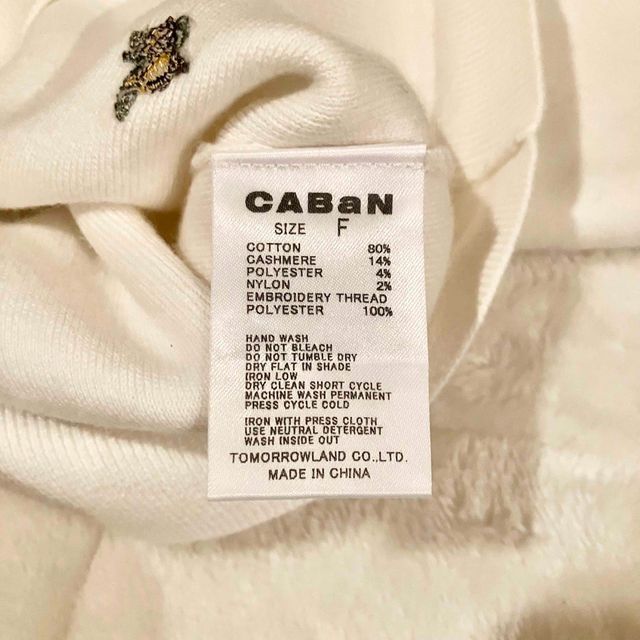 CABaN
SIZE F
COTTON 80%
CASHMERE 14%
POLYESTER 4%
NYLON 2%
EMBROIDERY THREAD
POLYESTER 100%
HAND WASH
DO NOT BLEACH
DO NOT TUMBLE DRY
DRY FLAT IN SHADE
IRON LOW
DRY CLEAN SHORT CYCLE
MACHINE WASH PERMANENT
PRESS CYCLE COLD
IRON WITH PRESS CLOTH
USE NEUTRAL DETERGENT
WASH INSIDE OUT
TOMORROWLAND CO.,LTD.
MADE IN CHINA